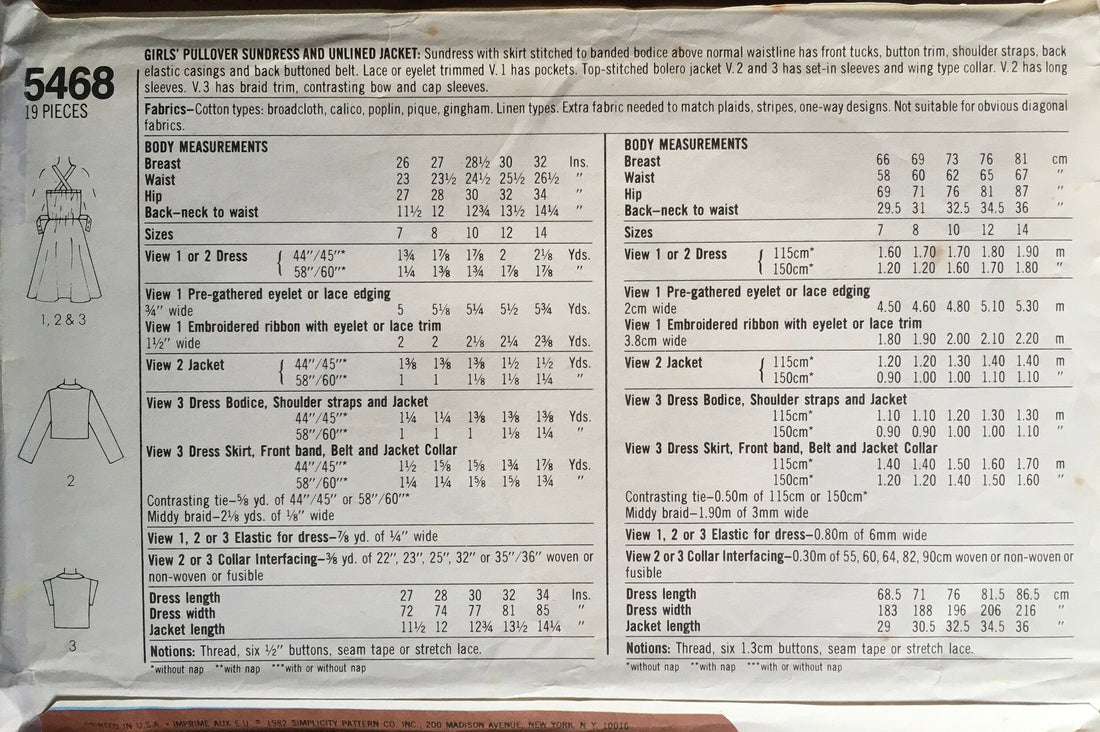 GIRLS' PULLOVER SUNDRESS AND UNLINED JACKET: Sundress with skirt stitched to banded bodice above normal waistline has front tucks, button trim, shoulder straps, back
elastic casings and back buttoned belt. Lace or eyelet trimmed V.1 has pockets. Top-stitched bolero jacket V.2 and 3 has set-in sleeves and wing type collar. V.2 has long
sleeves. V.3 has braid trim, contrasting bow and cap sleeves.
5468
19 PIECES
Fabrics—Cotton types: broadcloth, calico, poplin, pique, gingham. Linen types. Extra fabric needed to match plaids, stripes, one-way designs. Not suitable for obvious diagonal
fabrics.
1, 2 & 3
2
3
BODY MEASUREMENTS
Breast 26 27 28½ 30 32 Ins.
Waist 23 23½ 24½ 25½ 26½ "
Hip 27 28 30 32 34 "
Back—neck to waist 11½ 12 12¾ 13½ 14¼ "
Sizes 7 8 10 12 14
View 1 or 2 Dress { 44"/45"* 1¾ 1⅞ 1⅞ 2 2⅛ Yds.
58"/60"* 1¼ 1⅜ 1¾ 1⅞ 1⅞ "
View 1 Pre-gathered eyelet or lace edging
¾" wide 5 5⅛ 5¼ 5½ 5¾ Yds.
View 1 Embroidered ribbon with eyelet or lace trim
1½" wide 2 2 2⅛ 2¼ 2⅜ Yds.
View 2 Jacket { 44"/45"* 1⅜ 1⅜ 1⅜ 1½ 1½ Yds.
58"/60"* 1 1 1⅛ 1⅛ 1¼ "
View 3 Dress Bodice, Shoulder straps and Jacket
44"/45"* 1¼ 1¼ 1⅜ 1⅜ 1⅜ Yds.
58"/60"* 1 1 1 1⅛ 1¼ "
View 3 Dress Skirt, Front band, Belt and Jacket Collar
44"/45"* 1½ 1⅝ 1⅝ 1¾ 1⅞ Yds.
58"/60"* 1¼ 1¼ 1⅝ 1⅝ 1¾ "
Contrasting tie—⅝ yd. of 44"/45" or 58"/60"*
Middy braid—2⅛ yds. of ⅛" wide
View 1, 2 or 3 Elastic for dress—⅞ yd. of ¼" wide
View 2 or 3 Collar Interfacing—⅜ yd. of 22", 23", 25", 32" or 35"/36" woven or
non-woven or fusible
Dress length 27 28 30 32 34 Ins.
Dress width 72 74 77 81 85 "
Jacket length 11½ 12 12¾ 13½ 14¼ "
Notions: Thread, six ½" buttons, seam tape or stretch lace.
*without nap **with nap ***with or without nap
BODY MEASUREMENTS
Breast 66 69 73 76 81 cm
Waist 58 60 62 65 67 "
Hip 69 71 76 81 87 "
Back—neck to waist 29.5 31 32.5 34.5 36 "
Sizes 7 8 10 12 14
View 1 or 2 Dress { 115cm* 1.60 1.70 1.70 1.80 1.90 m
150cm* 1.20 1.20 1.60 1.70 1.80 "
View 1 Pre-gathered eyelet or lace edging
2cm wide 4.50 4.60 4.80 5.10 5.30 m
View 1 Embroidered ribbon with eyelet or lace trim
3.8cm wide 1.80 1.90 2.00 2.10 2.20 m
View 2 Jacket { 115cm* 1.20 1.20 1.30 1.40 1.40 m
150cm* 0.90 1.00 1.00 1.10 1.10 "
View 3 Dress Bodice, Shoulder straps and Jacket
115cm* 1.10 1.10 1.20 1.30 1.30 m
150cm* 0.90 0.90 1.00 1.00 1.10 "
View 3 Dress Skirt, Front band, Belt and Jacket Collar
115cm* 1.40 1.40 1.50 1.60 1.70 m
150cm* 1.20 1.20 1.40 1.50 1.60 "
Contrasting tie—0.50m of 115cm or 150cm*
Middy braid—1.90m of 3mm wide
View 1, 2 or 3 Elastic for dress—0.80m of 6mm wide
View 2 or 3 Collar Interfacing—0.30m of 55, 60, 64, 82, 90cm woven or non-woven or
fusible
Dress length 68.5 71 76 81.5 86.5 cm
Dress width 183 188 196 206 216 "
Jacket length 29 30.5 32.5 34.5 36 "
Notions: Thread, six 1.3cm buttons, seam tape or stretch lace.
*without nap **with nap ***with or without nap
PRINTED IN U.S.A. • IMPRIME AUX E.U. © 1982 SIMPLICITY PATTERN CO. INC., 200 MADISON AVENUE, NEW YORK, N.Y. 10016